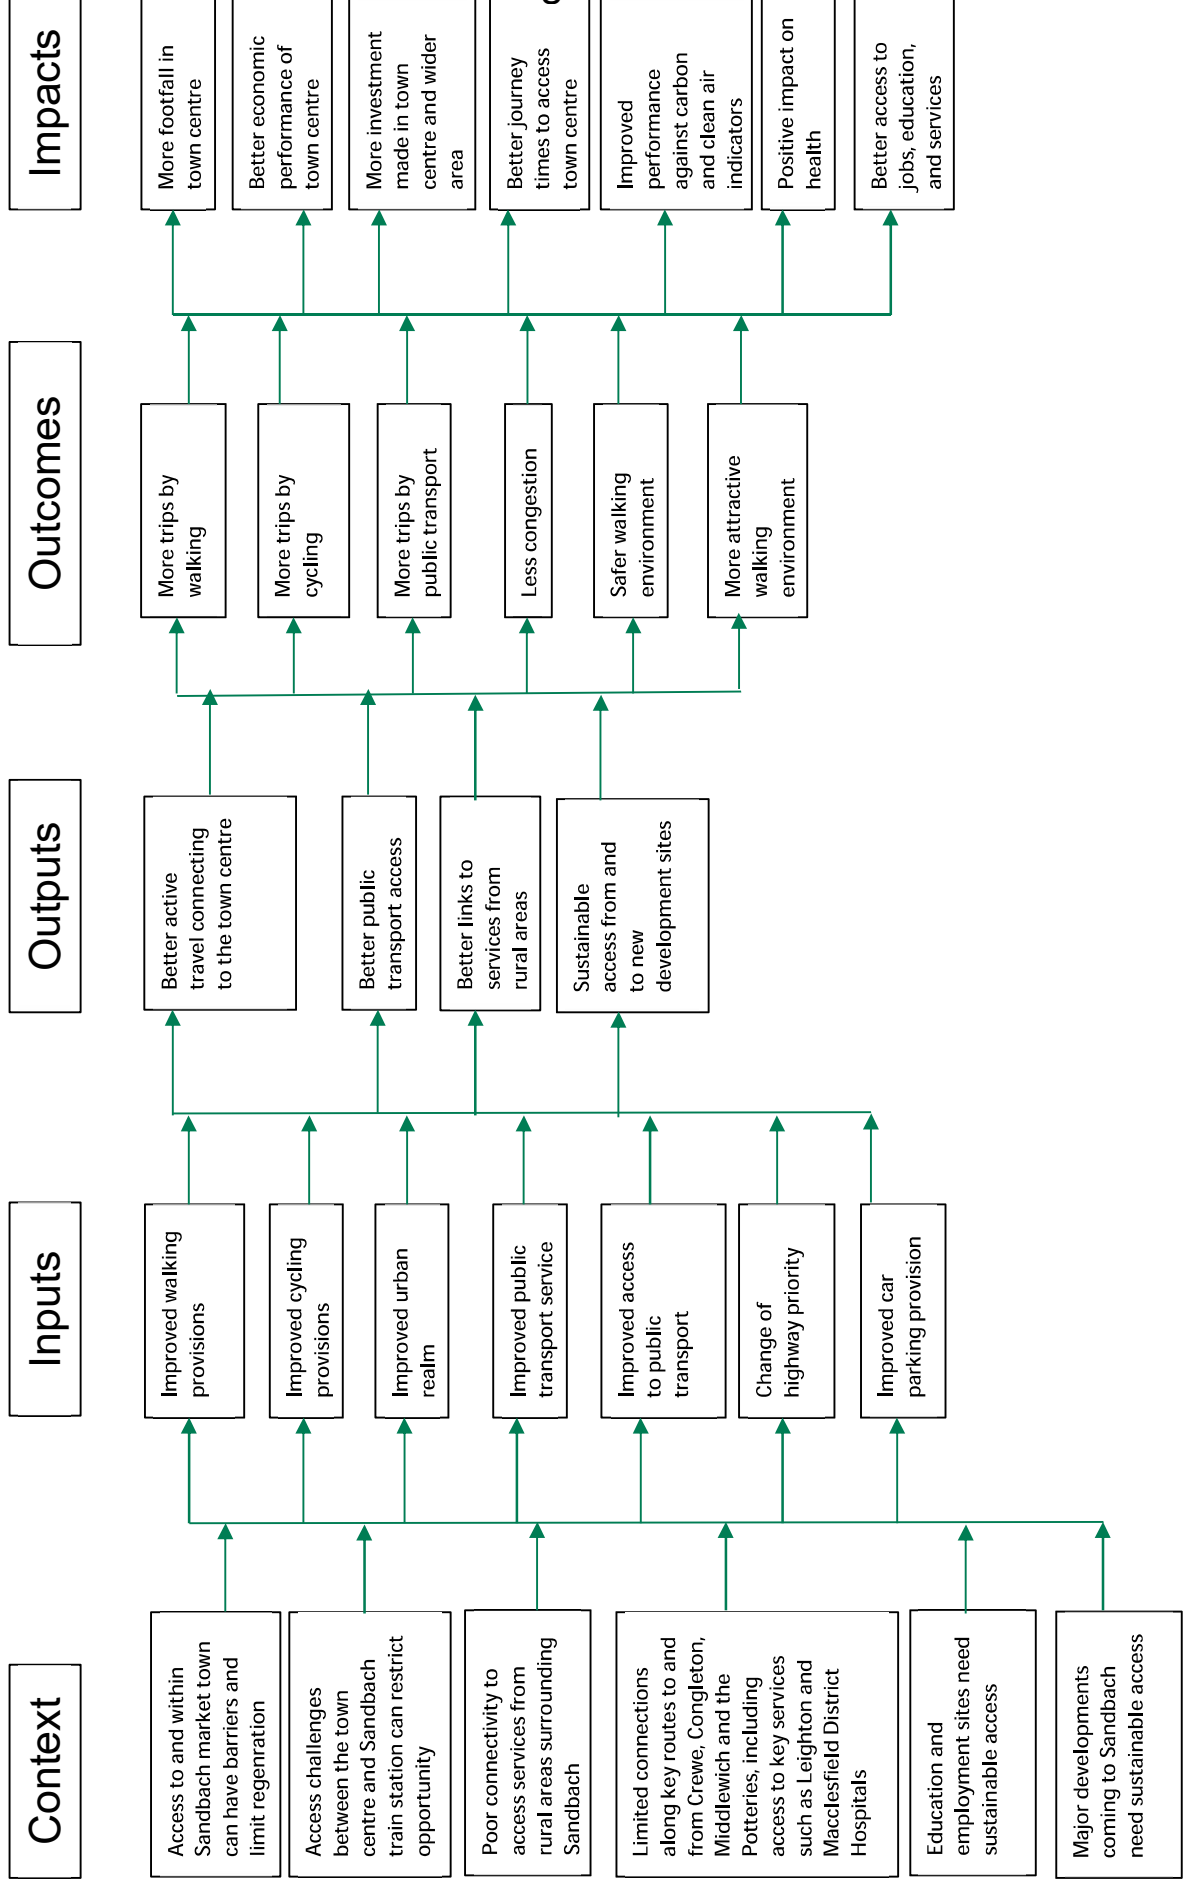 Context
Access to and within
Sandbach market town
can have barriers and
limit regenration
Access challenges
between the town
centre and Sandbach
train station can restrict
opportunity
Poor connectivity to
access services from
rural areas surrounding
Sandbach
Limited connections
along key routes to and
from Crewe, Congleton,
Middlewich and the
Potteries, including
access to key services
such as Leighton and
Macclesfield District
Hospitals
Education and
employment sites need
sustainable access
Major developments
coming to Sandbach
need sustainable access
Inputs
Improved walking
provisions
Improved cycling
provisions
Improved urban
realm
Improved public
transport service
Improved access
to public
transport
Change of
highway priority
Improved car
parking provision
Outputs
Better active
travel connecting
to the town centre
Better public
transport access
Better links to
services from
rural areas
Sustainable
access from and
to new
development sites
Outcomes
More trips by
walking
More trips by
cycling
More trips by
public transport
Less congestion
Safer walking
environment
More attractive
walking
environment
Impacts
More footfall in
town centre
Better economic
performance of
town centre
More investment
made in town
centre and wider
area
Better journey
times to access
town centre
Improved
performance
against carbon
and clean air
indicators
Positive impact on
health
Better access to
jobs, education,
and services